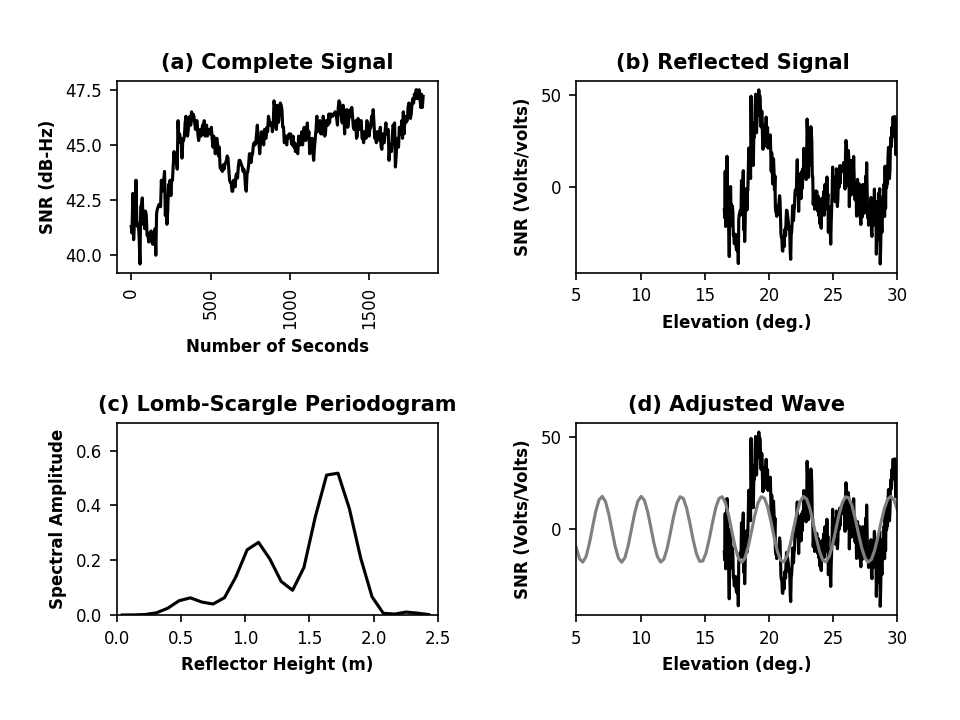 (a) Complete Signal
SNR (dB-Hz)
47.5
45.0
42.5
40.0
0
500
1000
1500
Number of Seconds
(b) Reflected Signal
SNR (Volts/volts)
50
0
5 10 15 20 25 30
Elevation (deg.)
(c) Lomb-Scargle Periodogram
Spectral Amplitude
0.6
0.4
0.2
0.0
0.0 0.5 1.0 1.5 2.0 2.5
Reflector Height (m)
(d) Adjusted Wave
SNR (Volts/Volts)
50
0
5 10 15 20 25 30
Elevation (deg.)